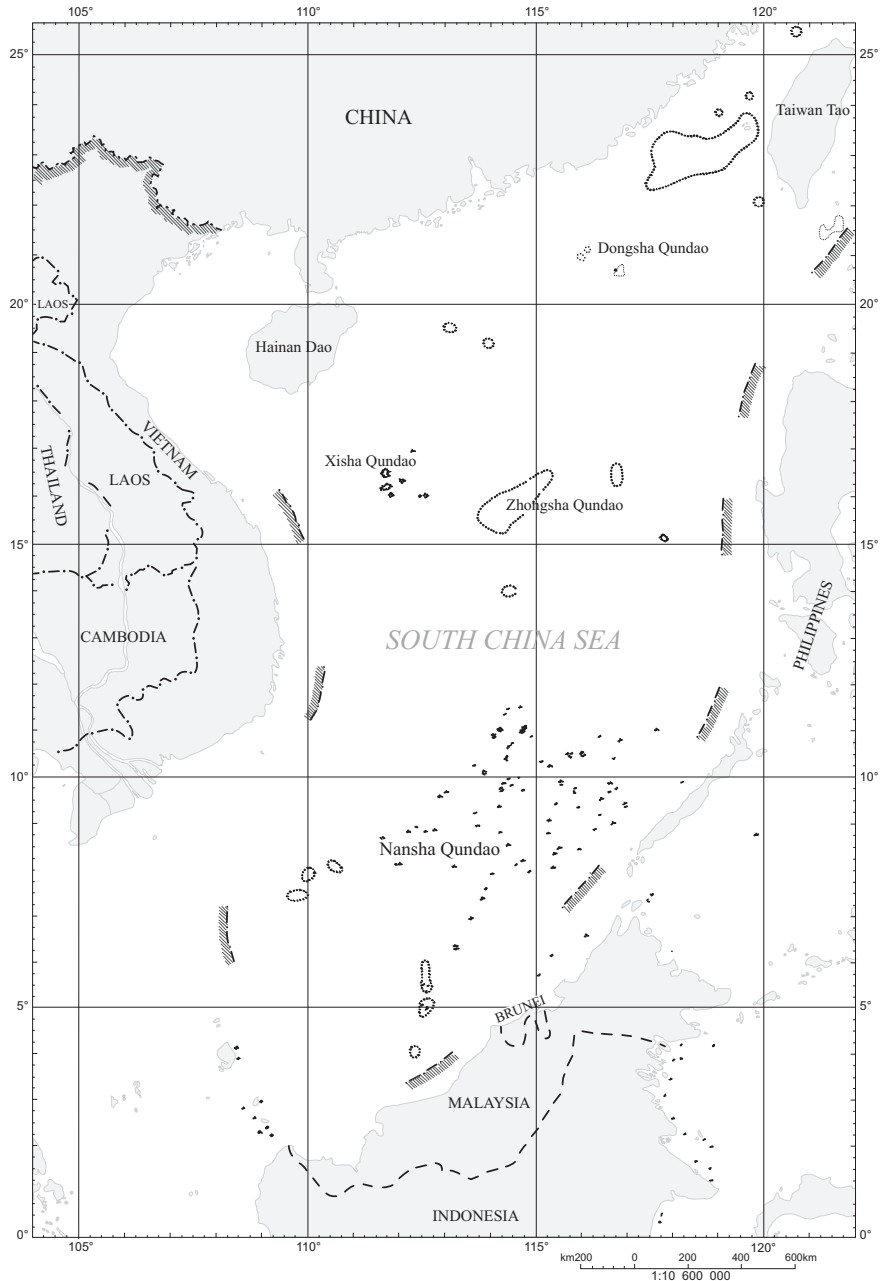 105°
110°
115°
120°
25°
25°
CHINA
Taiwan Tao
Dongsha Qundao
20°
20°
LAOS
Hainan Dao
VIETNAM
THAILAND
LAOS
Xisha Qundao
Zhongsha Qundao
15°
15°
CAMBODIA
SOUTH CHINA SEA
PHILIPPINES
10°
10°
Nansha Qundao
5°
5°
BRUNEI
MALAYSIA
INDONESIA
0°
0°
105°
110°
115°
120°
km200 0 200 400 600km
1:10 600 000